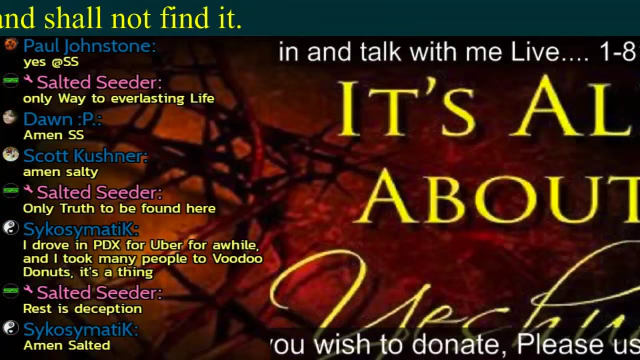 and shall not find it.
Paul Johnstone:
yes @SS
Salted Seeder:
only Way to everlasting Life
Dawn :P.:
Amen SS
Scott Kushner:
amen salty
Salted Seeder:
Only Truth to be found here
SykosymatiK:
I drove in PDX for Uber for awhile,
and I took many people to Voodoo
Donuts, it's a thing
Salted Seeder:
Rest is deception
SykosymatiK:
Amen Salted
in and talk with me Live.... 1-8
IT'S AL
ABOUT
Yeshu
you wish to donate, Please us